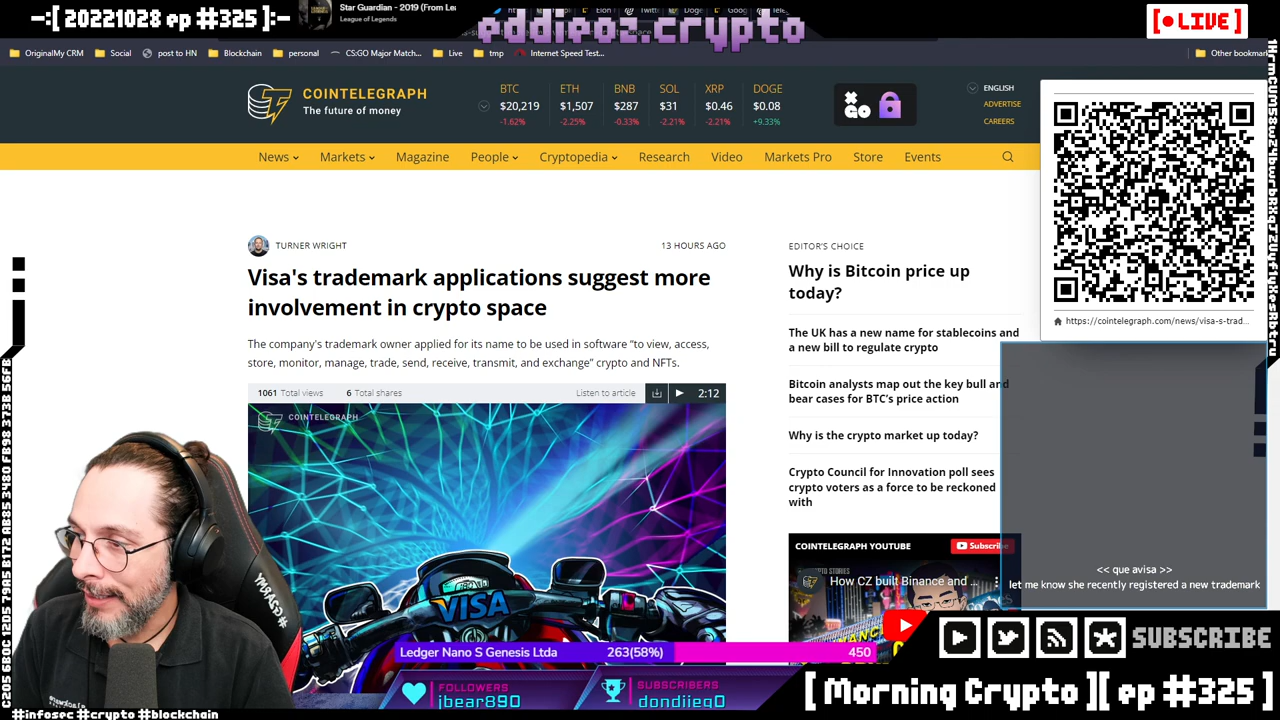 -:[ 20221028 ep #325 ]:-
Star Guardian - 2019 (From Lea
League of Legends
eddieoz.crypto
[ ● LIVE ]
OriginalMy CRM
Social
post to HN
Blockchain
personal
CS:GO Major Match...
Live
tmp
Internet Speed Test...
Other bookmar
COINTELEGRAPH
The future of money
BTC
$20,219
-1.62%
ETH
$1,507
-2.25%
BNB
$287
-0.33%
SOL
$31
-2.21%
XRP
$0.46
-2.21%
DOGE
$0.08
+9.33%
ENGLISH
ADVERTISE
CAREERS
News
Markets
Magazine
People
Cryptopedia
Research
Video
Markets Pro
Store
Events
TURNER WRIGHT
13 HOURS AGO
Visa's trademark applications suggest more
involvement in crypto space
The company's trademark owner applied for its name to be used in software “to view, access,
store, monitor, manage, trade, send, receive, transmit, and exchange” crypto and NFTs.
1061 Total views
6 Total shares
Listen to article
2:12
COINTELEGRAPH
VISA
EDITOR'S CHOICE
Why is Bitcoin price up
today?
The UK has a new name for stablecoins and
a new bill to regulate crypto
Bitcoin analysts map out the key bull and
bear cases for BTC's price action
Why is the crypto market up today?
Crypto Council for Innovation poll sees
crypto voters as a force to be reckoned
with
COINTELEGRAPH YOUTUBE
Subscribe
How CZ built Binance and ...
https://cointelegraph.com/news/visa-s-trad...
<< que avisa >>
let me know she recently registered a new trademark
Ledger Nano S Genesis Ltda
263(58%)
450
FOLLOWERS
jbear890
SUBSCRIBERS
dondiieg0
SUBSCRIBE
[ Morning Crypto ][ ep #325 ]
#infosec #crypto #blockchain